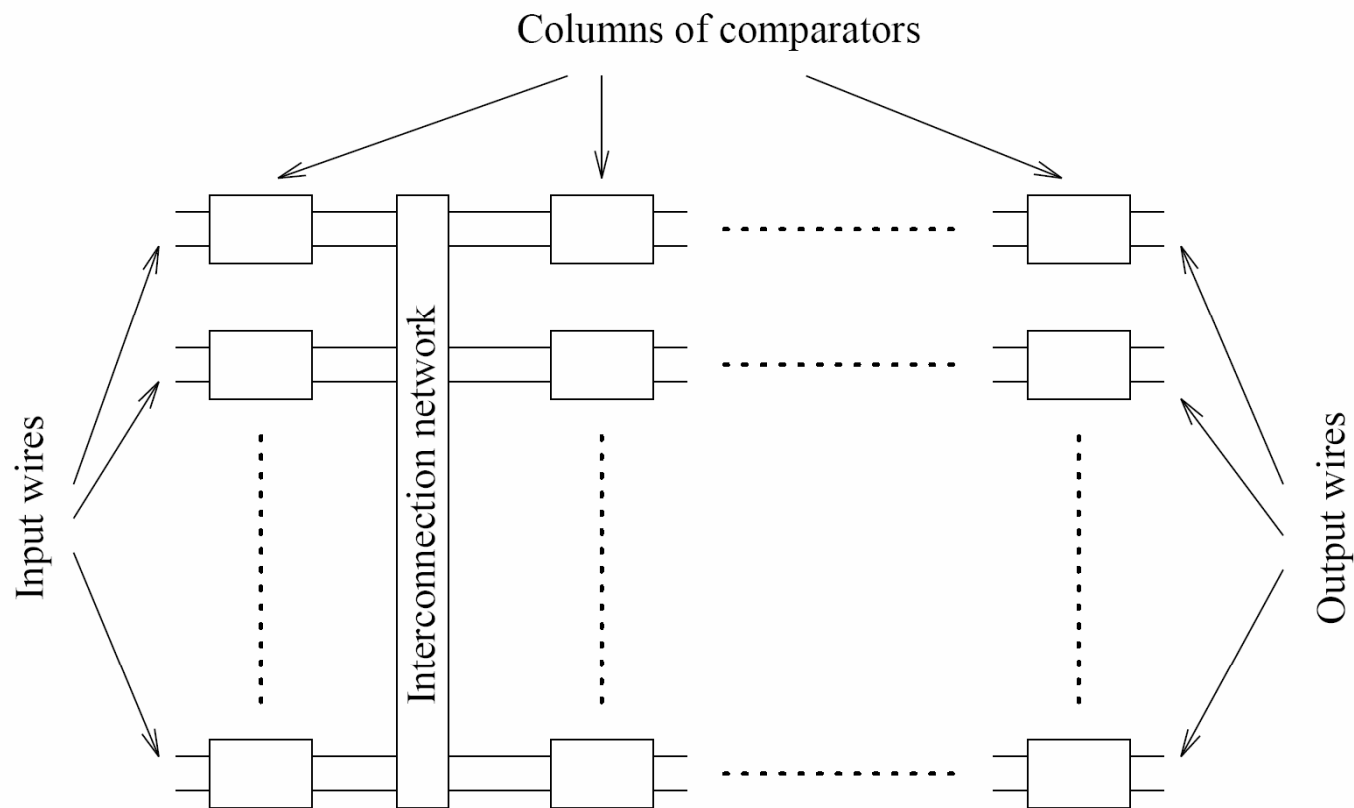 Columns of comparators
Input wires
Interconnection network
Output wires